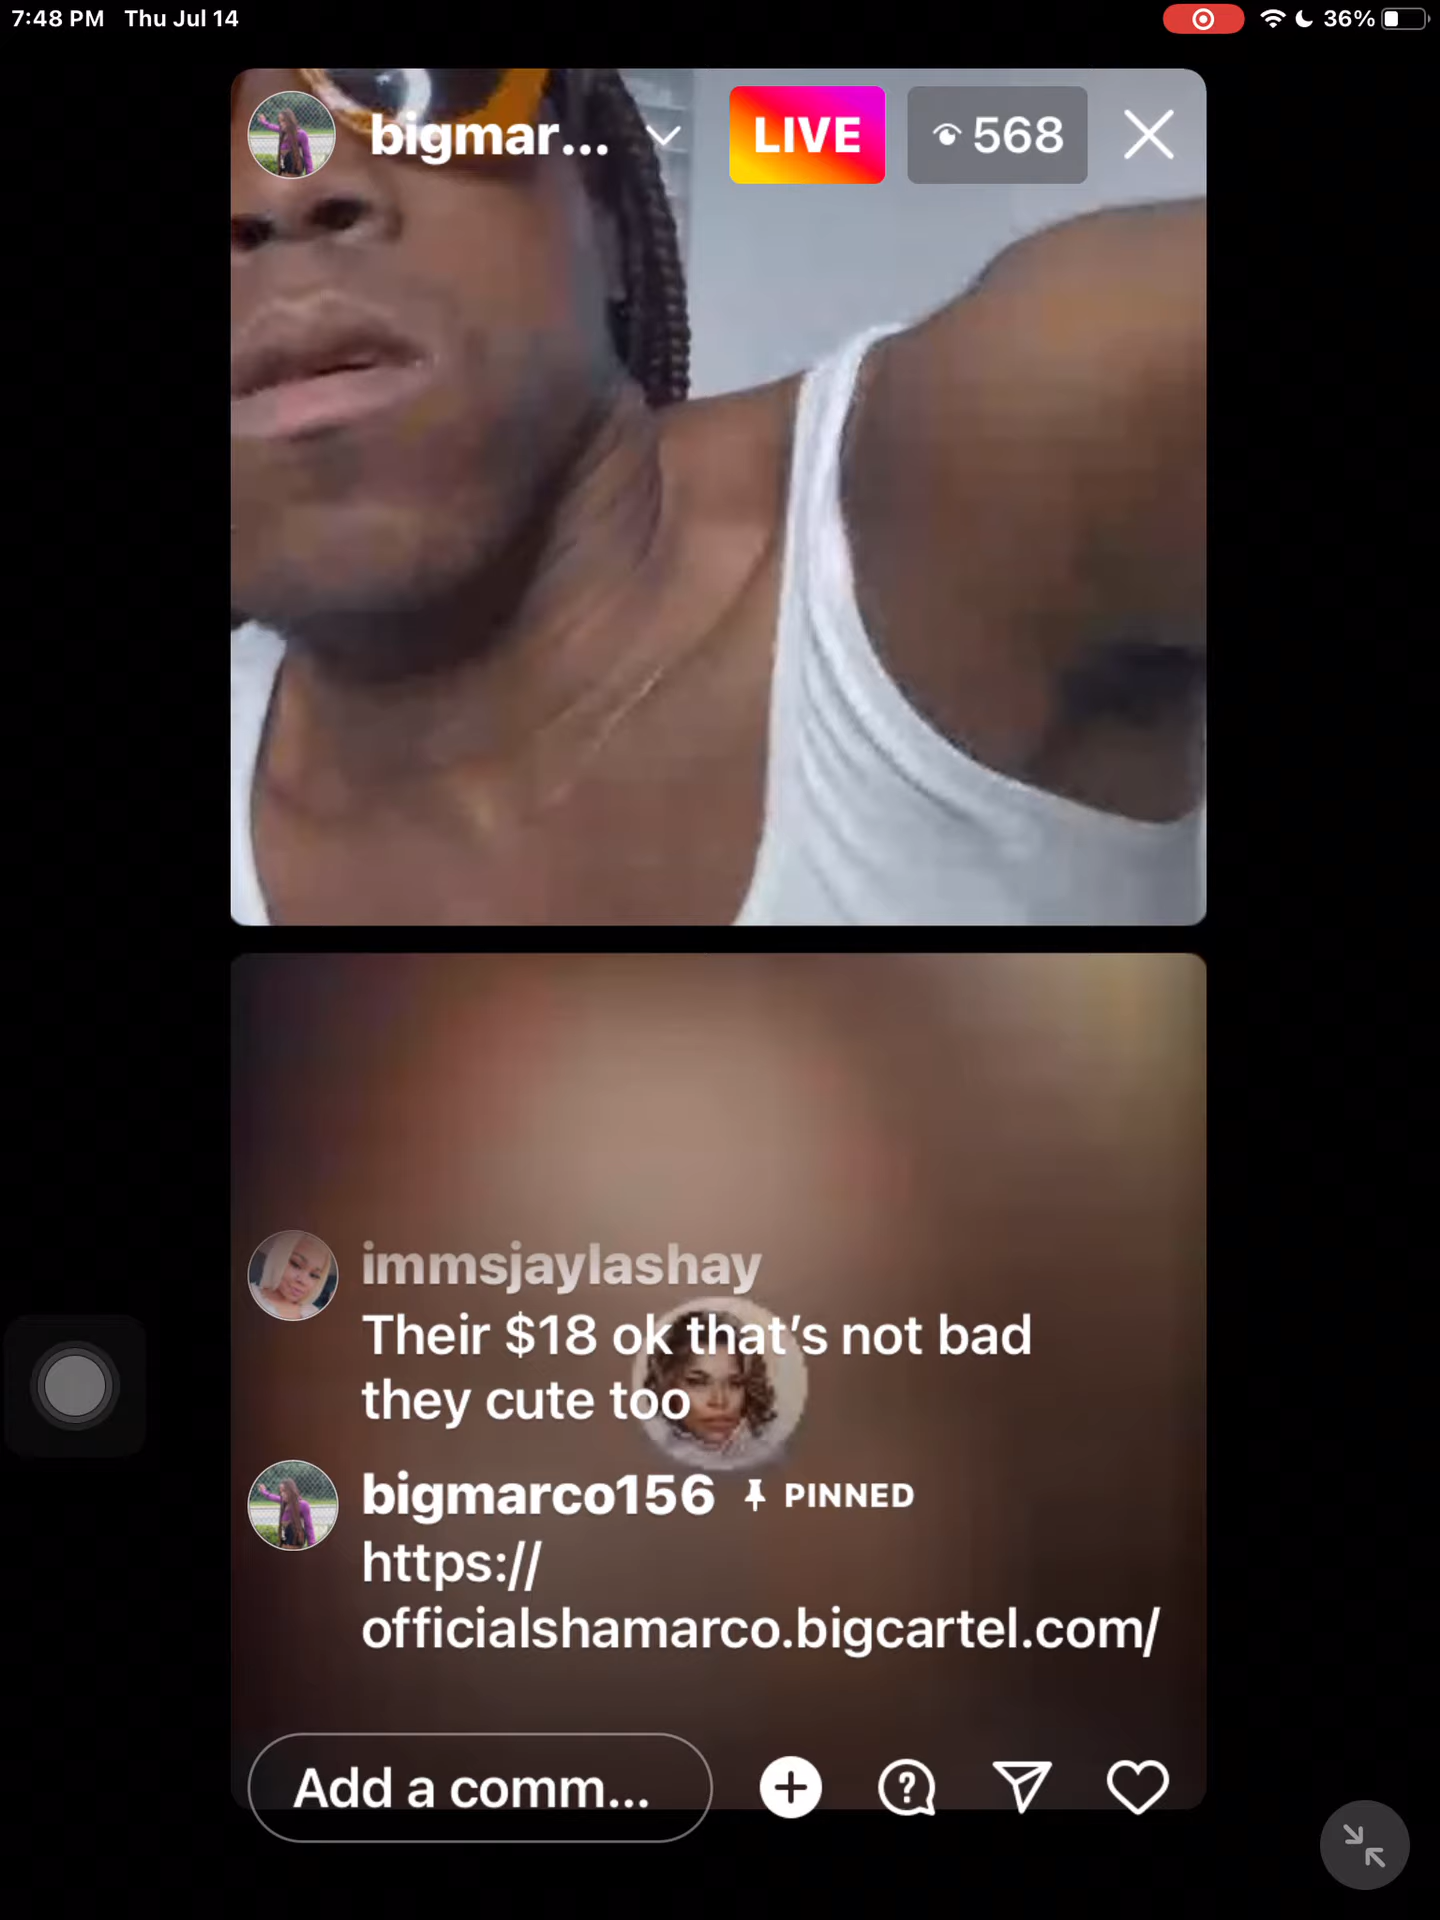 7:48 PM Thu Jul 14
36%
bigmar...
LIVE
568
immsjaylashay
Their $18 ok that’s not bad
they cute too
bigmarco156 PINNED
https://
officialshamarco.bigcartel.com/
Add a comm...